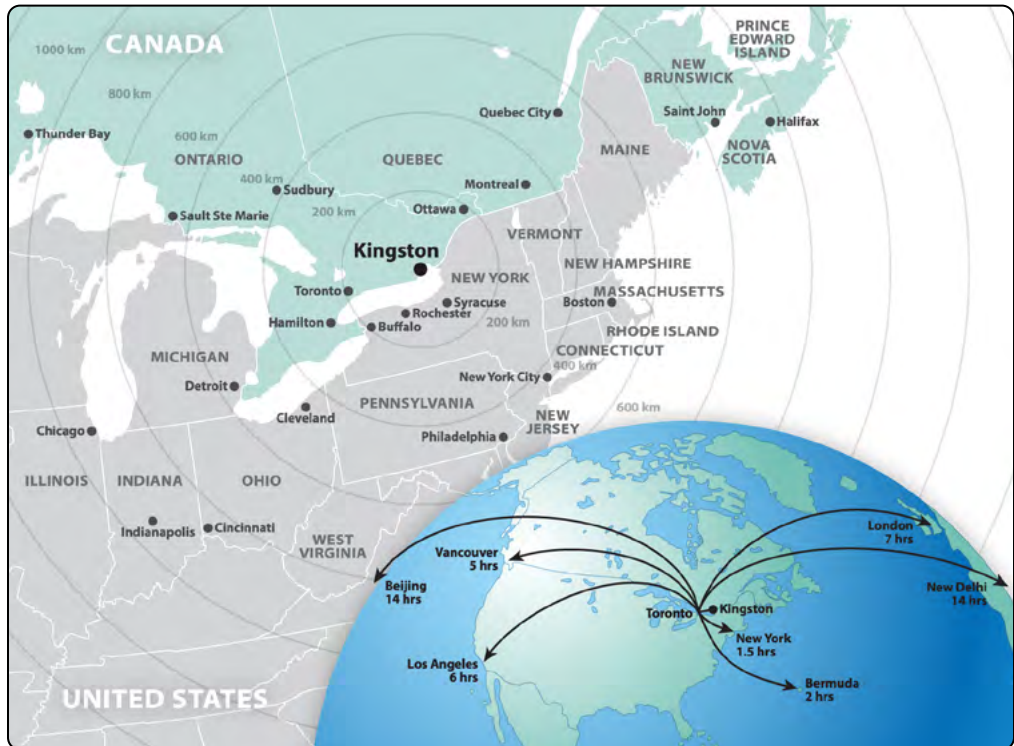 CANADA
PRINCE
EDWARD
ISLAND
1000 km
NEW
BRUNSWICK
800 km
Quebec City
Saint John
Halifax
Thunder Bay
600 km
NOVA
SCOTIA
MAINE
ONTARIO
QUEBEC
400 km
Sudbury
Montreal
200 km
Ottawa
Sault Ste Marie
VERMONT
Kingston
NEW HAMPSHIRE
NEW YORK
Toronto
MASSACHUSETTS
Syracuse
Boston
Rochester
Hamilton
Buffalo
200 km
RHODE ISLAND
CONNECTICUT
MICHIGAN
400 km
New York City
Detroit
PENNSYLVANIA
Cleveland
600 km
NEW
JERSEY
Chicago
Philadelphia
ILLINOIS
INDIANA
OHIO
Indianapolis
Cincinnati
WEST
VIRGINIA
London
7 hrs
Vancouver
5 hrs
Beijing
14 hrs
New Delhi
14 hrs
Toronto
Kingston
New York
1.5 hrs
Los Angeles
6 hrs
Bermuda
2 hrs
UNITED STATES